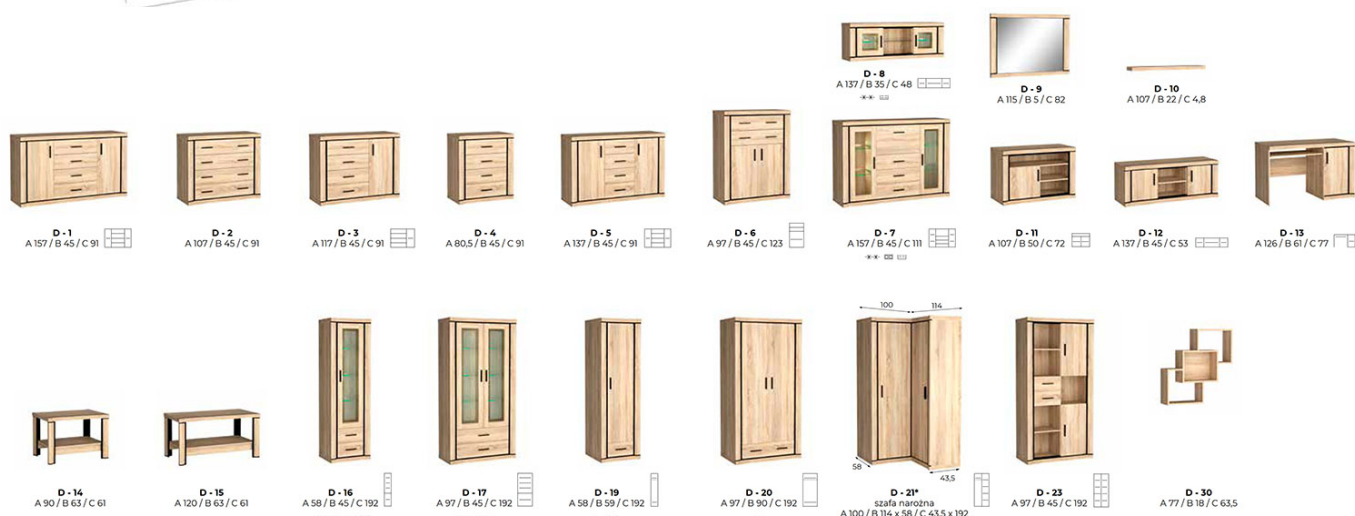 D - 8
A 137 / B 35 / C 48
D - 9
A 115 / B 5 / C 82
D - 10
A 107 / B 22 / C 4,8
D - 1
A 157 / B 45 / C 91
D - 2
A 107 / B 45 / C 91
D - 3
A 117 / B 45 / C 91
D - 4
A 80,5 / B 45 / C 91
D - 5
A 137 / B 45 / C 91
D - 6
A 97 / B 45 / C 123
D - 7
A 157 / B 45 / C 111
D - 11
A 107 / B 50 / C 72
D - 12
A 137 / B 45 / C 53
D - 13
A 126 / B 61 / C 77
D - 14
A 90 / B 63 / C 61
D - 15
A 120 / B 63 / C 61
D - 16
A 58 / B 45 / C 192
D - 17
A 97 / B 45 / C 192
D - 19
A 58 / B 59 / C 192
D - 20
A 97 / B 90 / C 192
100
114
58
43,5
D - 21*
szafa narożna
A 100 / B 114 x 58 / C 43,5 x 192
D - 23
A 97 / B 45 / C 192
D - 30
A 77 / B 18 / C 63,5